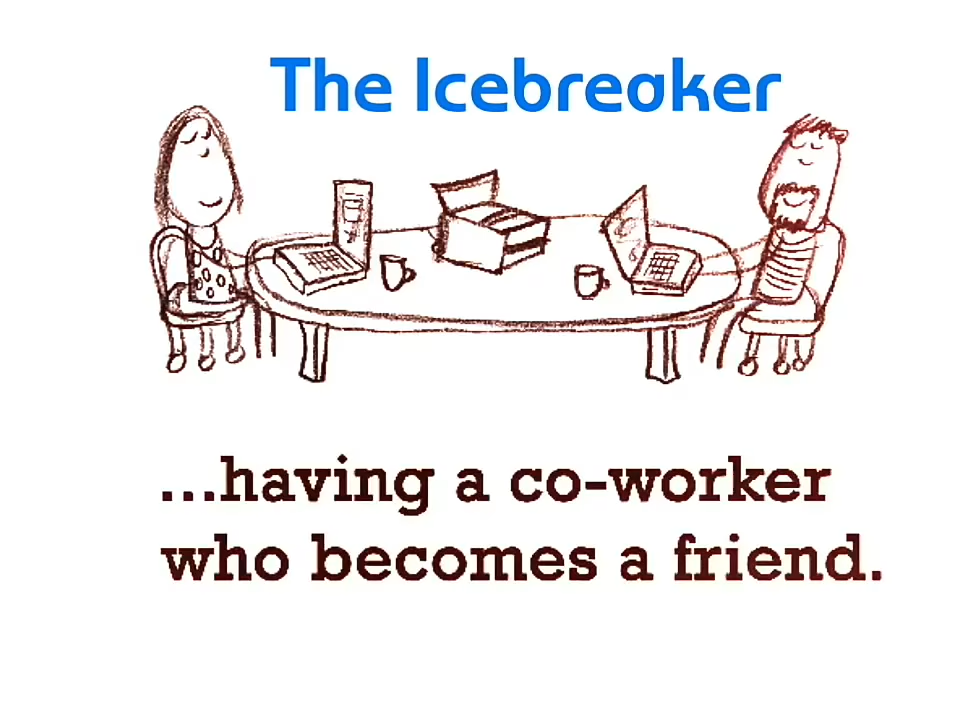 The Icebreaker
...having a co-worker
who becomes a friend.